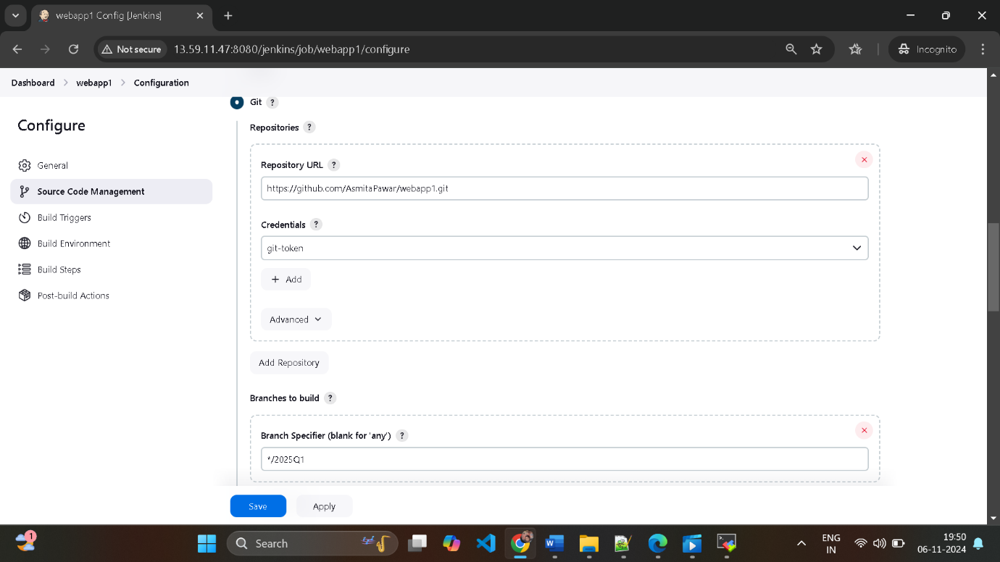 webapp1 Config [Jenkins]
Not secure
13.59.11.47:8080/jenkins/job/webapp1/configure
Incognito
Dashboard
webapp1
Configuration
Configure
General
Source Code Management
Build Triggers
Build Environment
Build Steps
Post-build Actions
Git ?
Repositories ?
Repository URL ?
https://github.com/AsmitaPawar/webapp1.git
Credentials ?
git-token
+ Add
Advanced
Add Repository
Branches to build ?
Branch Specifier (blank for 'any') ?
*/2025Q1
Save
Apply
1
Search
ENG
IN
19:50
06-11-2024